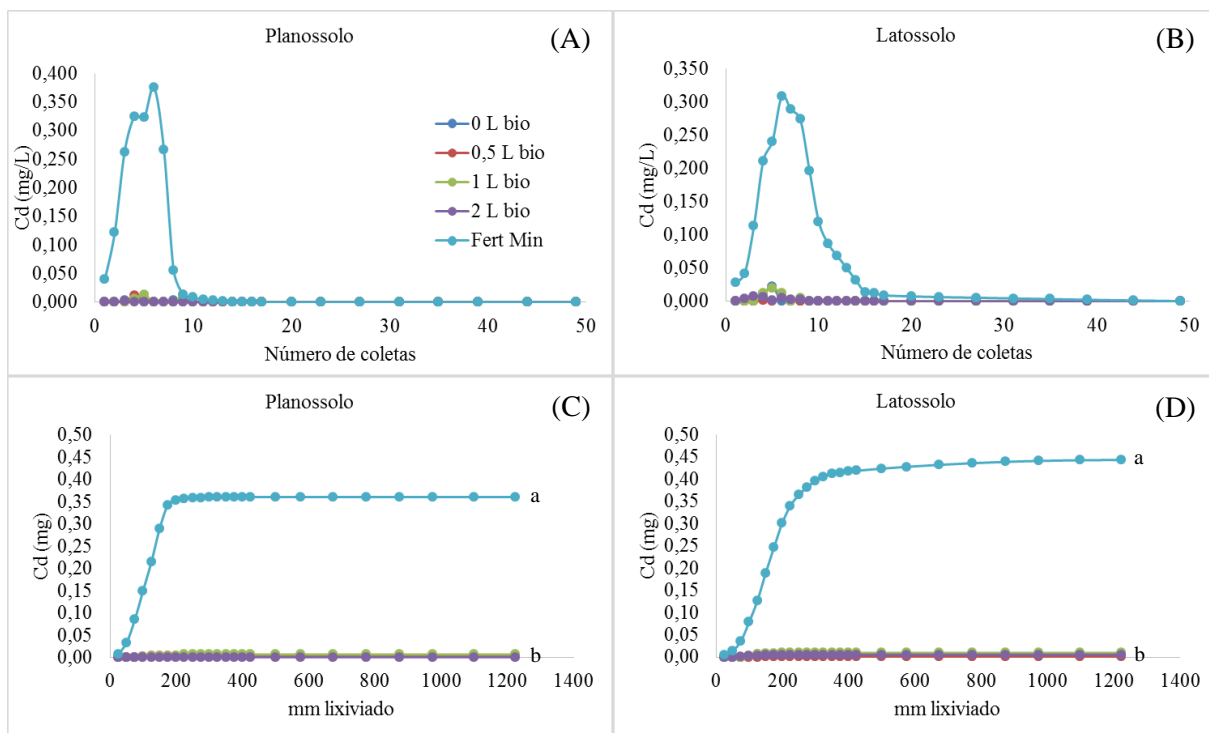 Planossolo (A)
Cd (mg/L)
0,400
0,350
0,300
0,250
0,200
0,150
0,100
0,050
0,000
0 10 20 30 40 50
Número de coletas
0 L bio
0,5 L bio
1 L bio
2 L bio
Fert Min
Latossolo (B)
Cd (mg/L)
0,350
0,300
0,250
0,200
0,150
0,100
0,050
0,000
0 10 20 30 40 50
Número de coletas
Planossolo (C)
Cd (mg)
0,50
0,45
0,40
0,35
0,30
0,25
0,20
0,15
0,10
0,05
0,00
a
b
0 200 400 600 800 1000 1200 1400
mm lixiviado
Latossolo (D)
Cd (mg)
0,50
0,45
0,40
0,35
0,30
0,25
0,20
0,15
0,10
0,05
0,00
a
b
0 200 400 600 800 1000 1200 1400
mm lixiviado